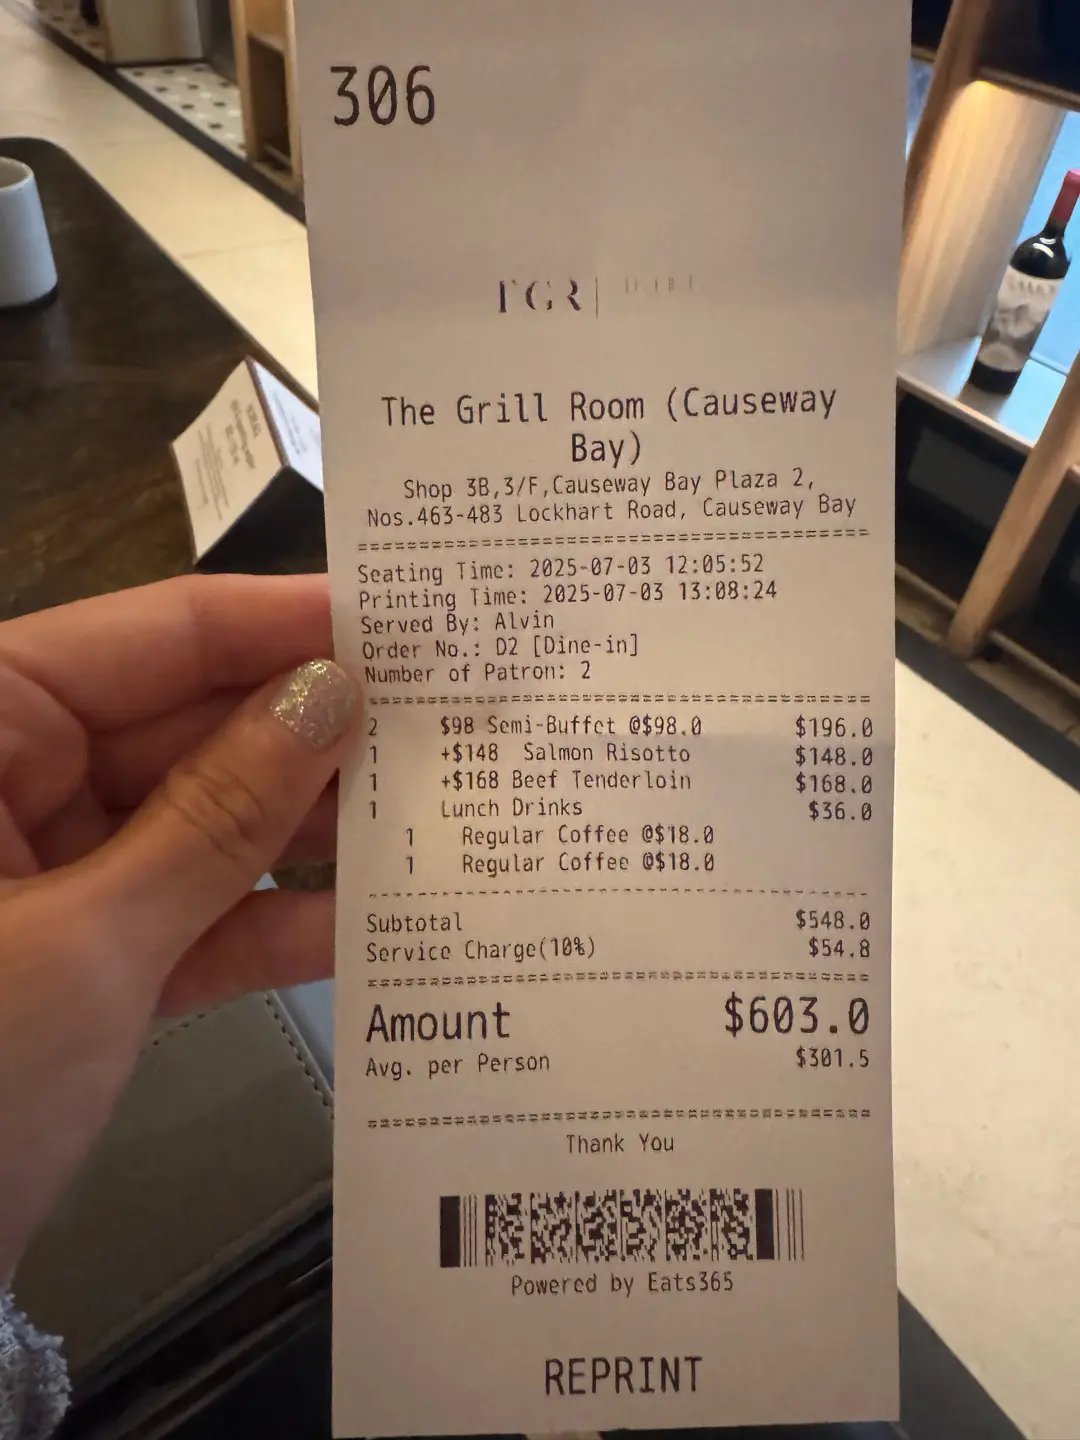 306
TGR
The Grill Room (Causeway
Bay)
Shop 3B,3/F,Causeway Bay Plaza 2,
Nos.463-483 Lockhart Road, Causeway Bay
Seating Time: 2025-07-03 12:05:52
Printing Time: 2025-07-03 13:08:24
Served By: Alvin
Order No.: D2 [Dine-in]
Number of Patron: 2
2 $98 Semi-Buffet @$98.0 $196.0
1 +$148 Salmon Risotto $148.0
1 +$168 Beef Tenderloin $168.0
1 Lunch Drinks $36.0
1 Regular Coffee @$18.0
1 Regular Coffee @$18.0
Subtotal $548.0
Service Charge(10%) $54.8
Amount $603.0
Avg. per Person $301.5
Thank You
Powered by Eats365
REPRINT